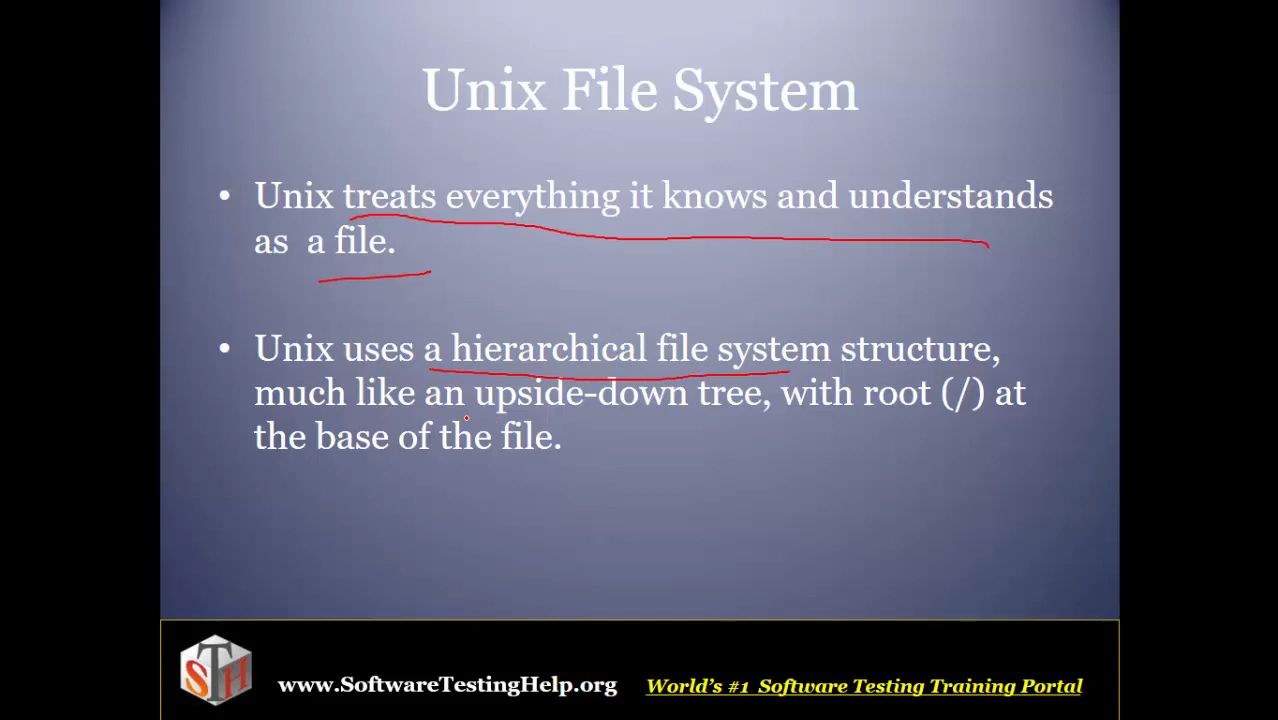 Unix File System
• Unix treats everything it knows and understands
as a file.
• Unix uses a hierarchical file system structure,
much like an upside-down tree, with root (/) at
the base of the file.
STH
www.SoftwareTestingHelp.org
World's #1 Software Testing Training Portal